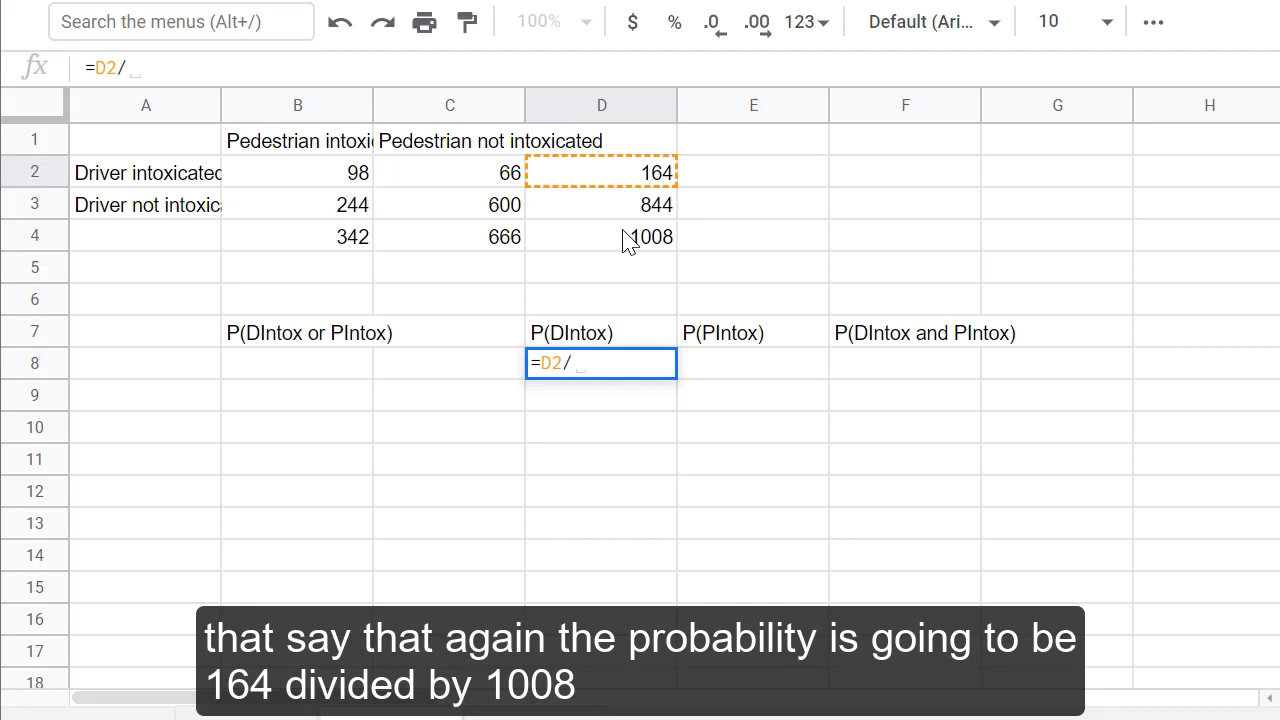 Search the menus (Alt+/) 100% $ % .0 .00 123 Default (Ari... 10
fx =D2/
A B C D E F G H
1 Pedestrian intoxi Pedestrian not intoxicated
2 Driver intoxicated 98 66 164
3 Driver not intoxic 244 600 844
4 342 666 1008
5
6
7 P(DIntox or PIntox) P(DIntox) P(PIntox) P(DIntox and PIntox)
8 =D2/
9
10
11
12
13
14
15
16
17
18
that say that again the probability is going to be
164 divided by 1008